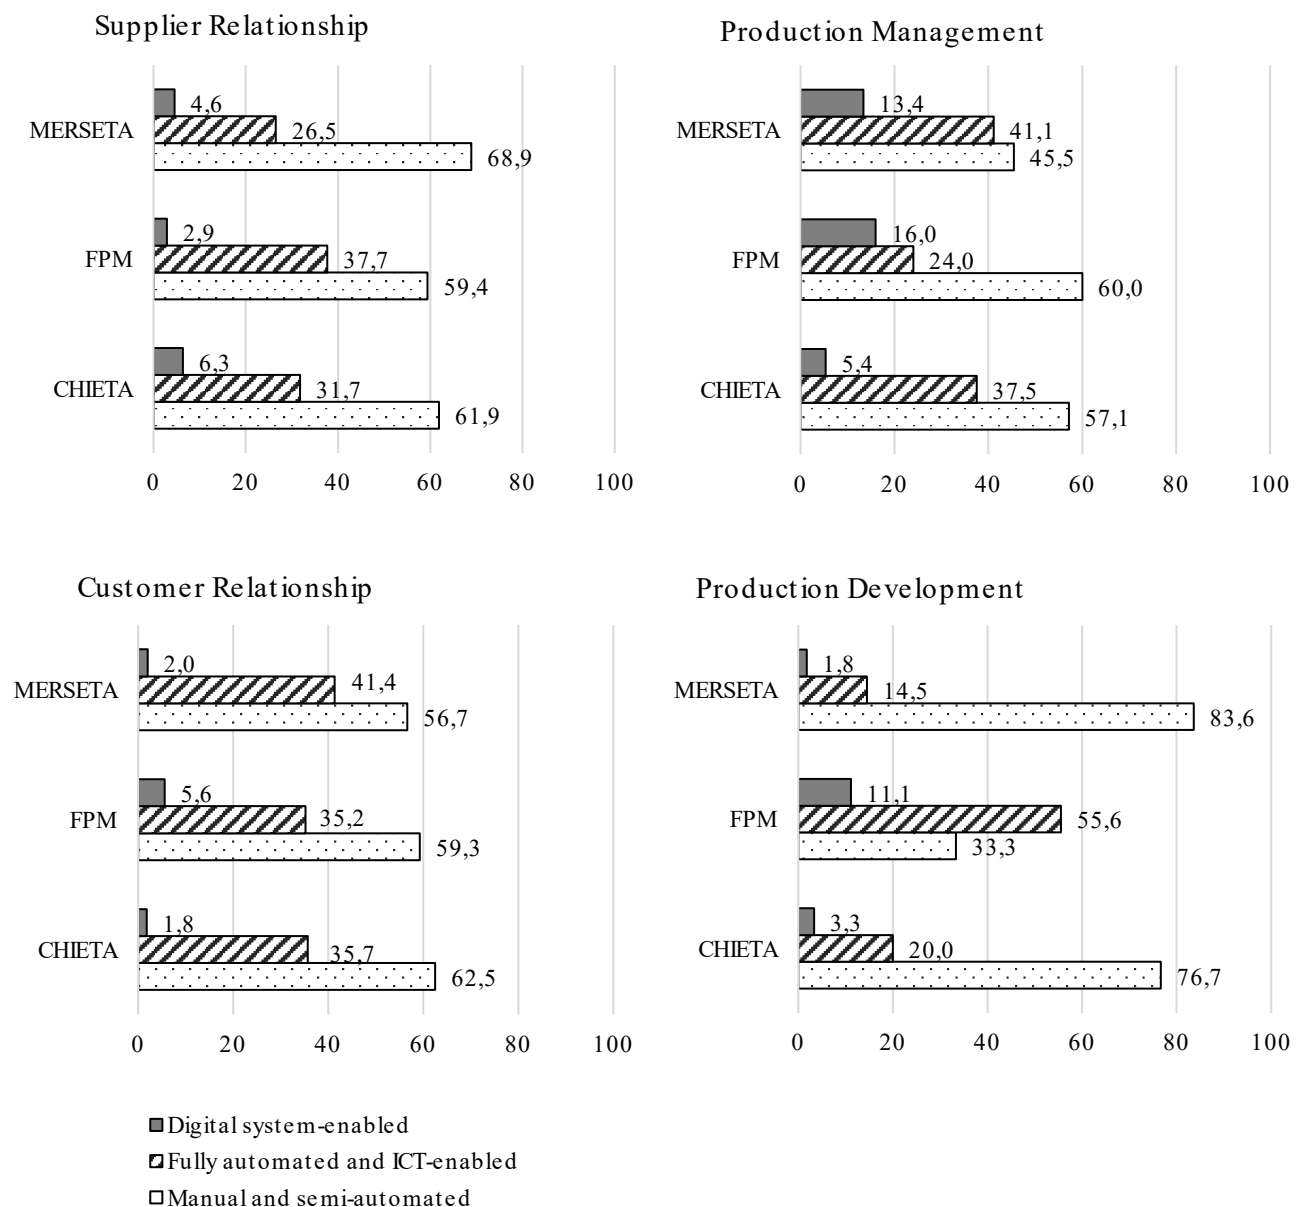 Supplier Relationship
MERSETA
4,6
26,5
68,9
FPM
2,9
37,7
59,4
CHIETA
6,3
31,7
61,9
0 20 40 60 80 100
Production Management
MERSETA
13,4
41,1
45,5
FPM
16,0
24,0
60,0
CHIETA
5,4
37,5
57,1
0 20 40 60 80 100
Customer Relationship
MERSETA
2,0
41,4
56,7
FPM
5,6
35,2
59,3
CHIETA
1,8
35,7
62,5
0 20 40 60 80 100
Production Development
MERSETA
1,8
14,5
83,6
FPM
11,1
55,6
33,3
CHIETA
3,3
20,0
76,7
0 20 40 60 80 100
Digital system-enabled
Fully automated and ICT-enabled
Manual and semi-automated